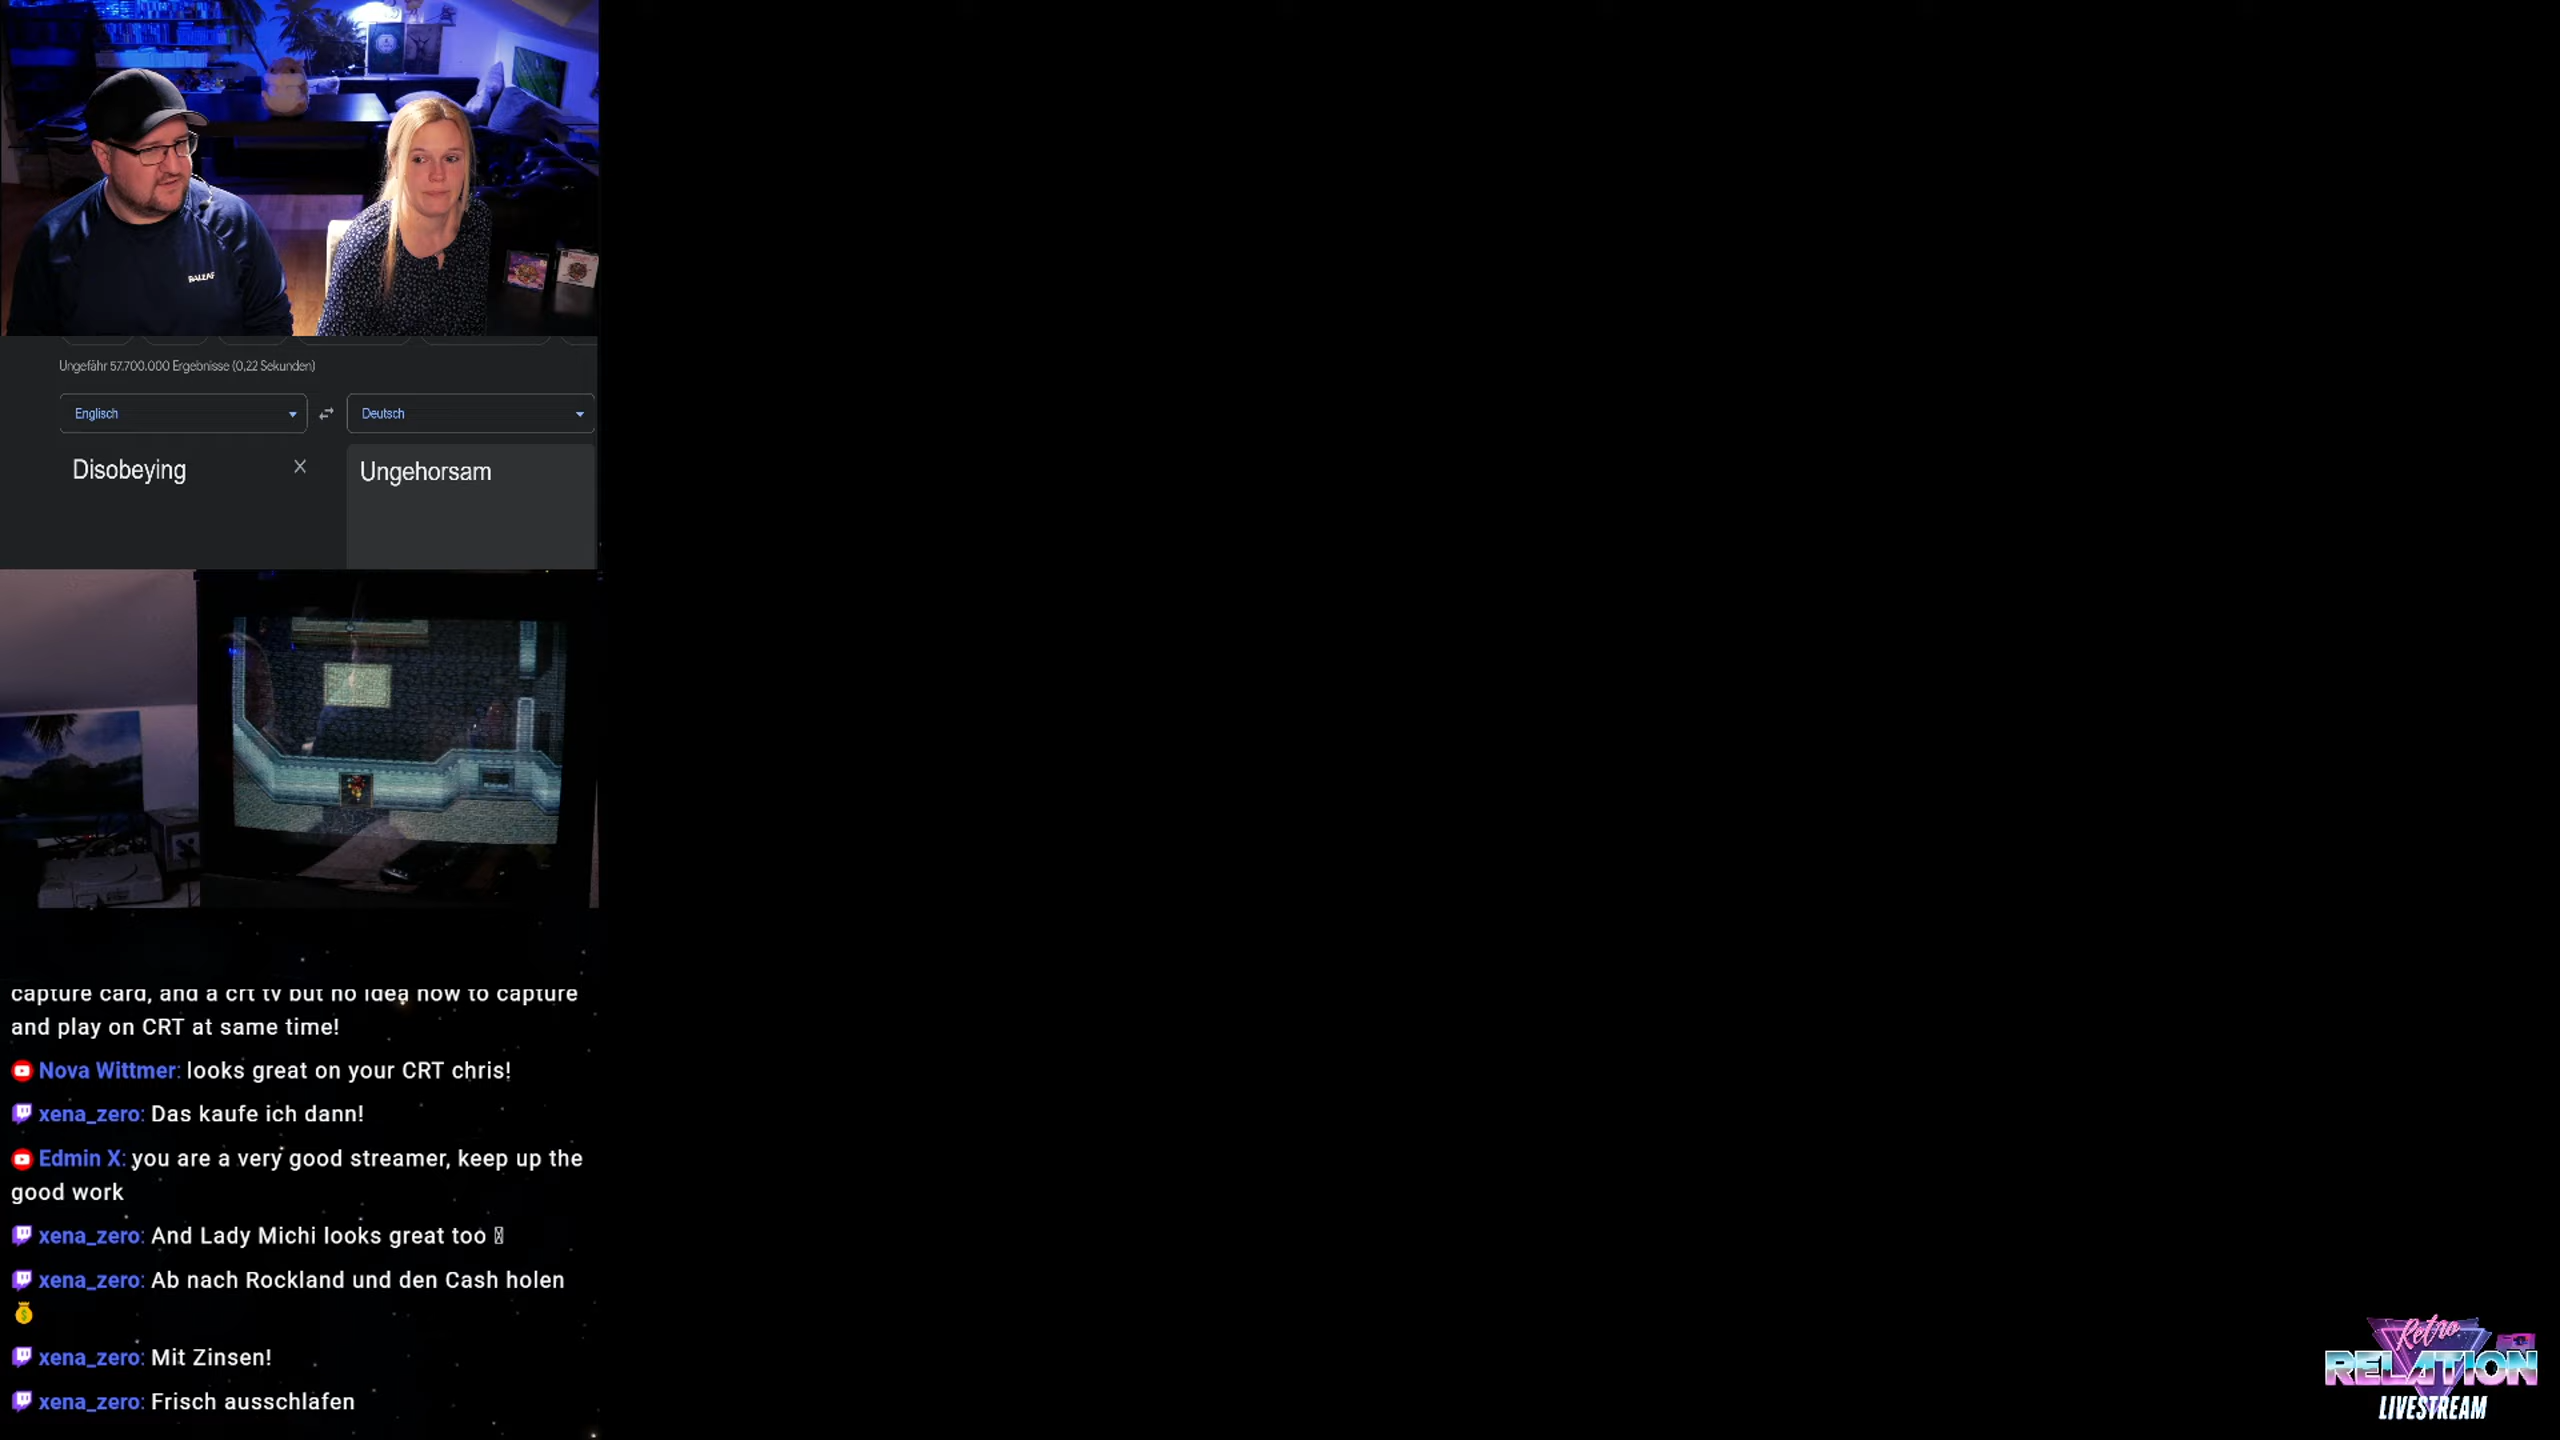 BALZAF
Ungefähr 57.700.000 Ergebnisse (0,22 Sekunden)
Englisch
Deutsch
Disobeying
Ungehorsam
capture card, and a crt tv but no idea how to capture
and play on CRT at same time!
Nova Wittmer: looks great on your CRT chris!
xena_zero: Das kaufe ich dann!
Edmin X: you are a very good streamer, keep up the
good work
xena_zero: And Lady Michi looks great too
xena_zero: Ab nach Rockland und den Cash holen
xena_zero: Mit Zinsen!
xena_zero: Frisch ausschlafen
Retro
RELATION
LIVESTREAM